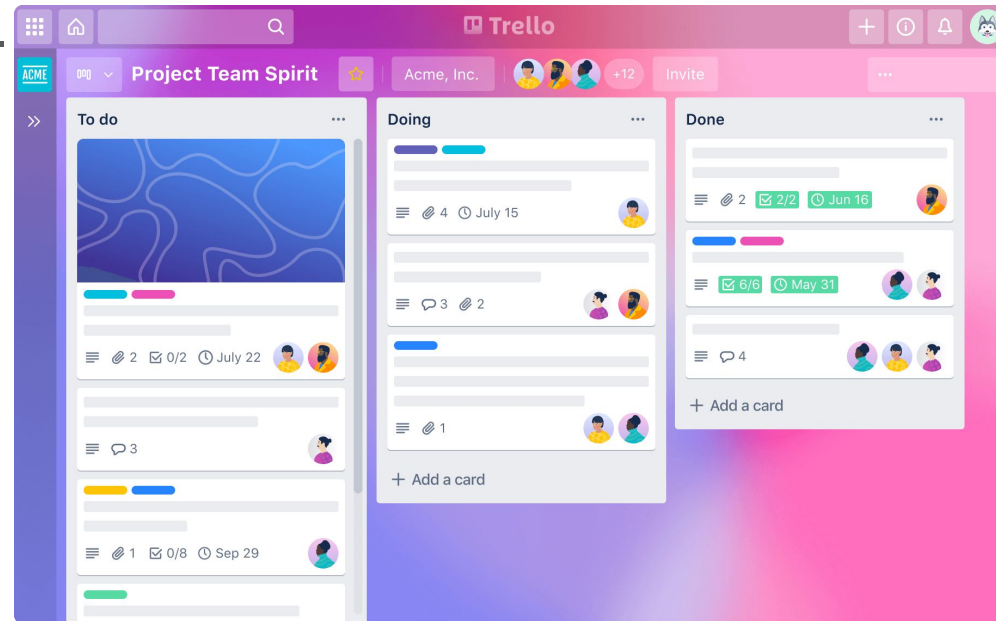 Trello
ACME
Project Team Spirit
Acme, Inc.
+12
Invite
To do
2
0/2
July 22
3
1
0/8
Sep 29
Doing
4
July 15
3
2
1
+ Add a card
Done
2
2/2
Jun 16
6/6
May 31
4
+ Add a card